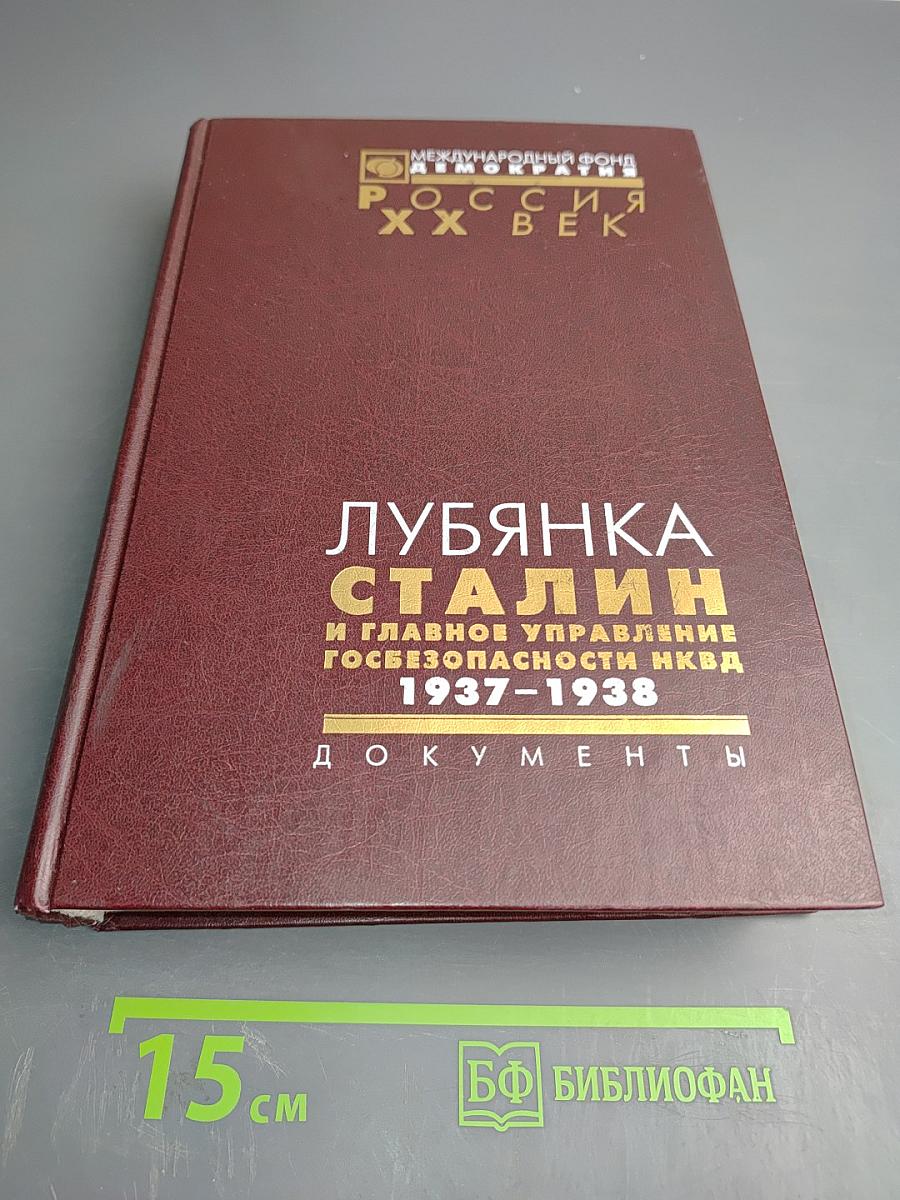 МЕЖДУНАРОДНЫЙ ФОНД
ДЕМОКРАТИЯ
РОССИЯ
XX ВЕК
ЛУБЯНКА
СТАЛИН
И ГЛАВНОЕ УПРАВЛЕНИЕ
ГОСБЕЗОПАСНОСТИ НКВД
1937–1938
ДОКУМЕНТЫ
15 см
БФ БИБЛИОФАН